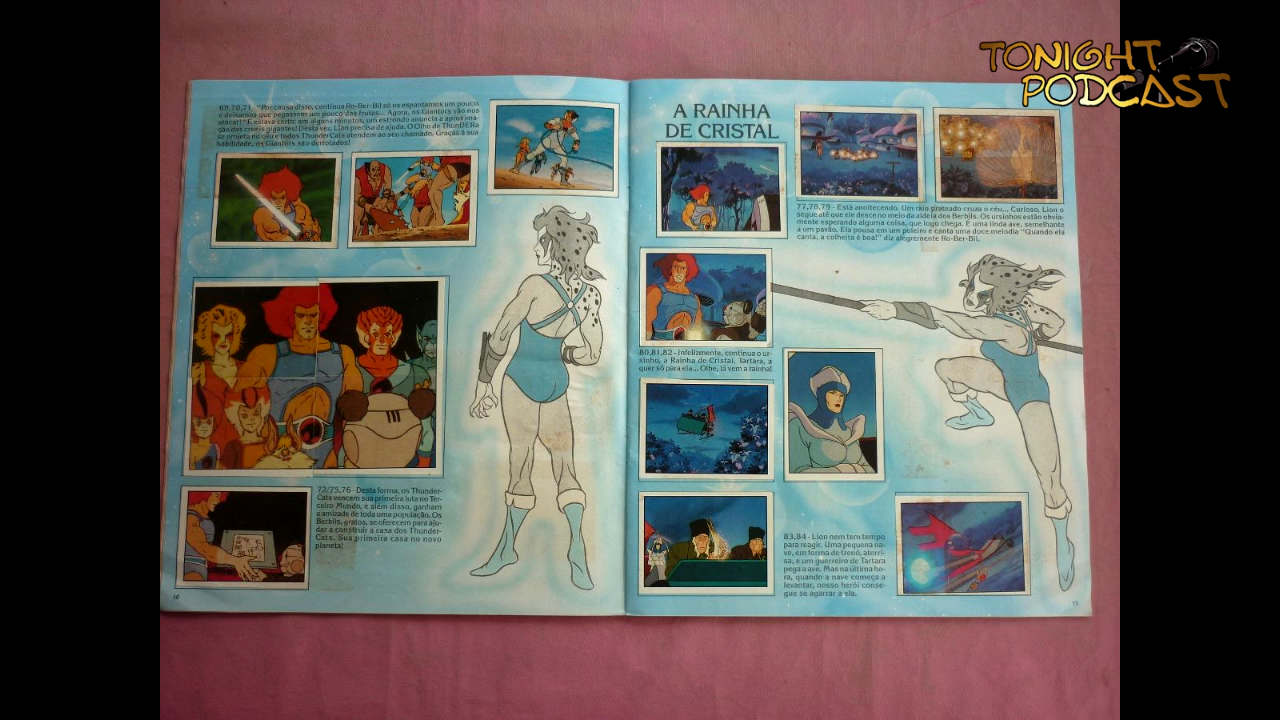 TONIGHT
PODCAST
69,70,71 - "Por causa disto, continua Ro-Ber-Bil só os espantamos um pouco,
e deixamos que pegassem um pouco das frutas... Agora, os Giantors vão nos
atacar!" E estava certo: em alguns minutos, um estrondo anuncia a aproxima-
ção dos cruéis gigantes! Desta vez, Lion precisa de ajuda. O Olho de ThunDERa
se projeta no céu e todos ThunderCats atendem ao seu chamado. Graças à sua
habilidade, os Giantors são derrotados!
72/75,76 - Desta forma, os Thunder-
Cats vencem sua primeira luta no Ter-
ceiro Mundo, e além disso, ganham
a amizade de toda uma população. Os
Berbils, gratos, se oferecem para aju-
dar a construir a casa dos Thunder-
Cats. Sua primeira casa no novo
planeta!
10
A RAINHA
DE CRISTAL
77,78,79 - Está anoitecendo. Um raio prateado cruza o céu... Curioso, Lion o
segue até que ele desce no meio da aldeia dos Berbils. Os ursinhos estão obvia-
mente esperando alguma coisa, que logo chega. É uma linda ave, semelhante
a um pavão. Ela pousa em um poleiro e canta uma doce melodia "Quando ela
canta, a colheita é boa!" diz alegremente Ro-Ber-Bil.
80,81,82 - Infelizmente, continua o ur-
sinho, a Rainha de Cristal, Tartara, a
quer só para ela... Olhe, lá vem a rainha!
83,84 - Lion nem tem tempo
para reagir. Uma pequena na-
ve, em forma de trenó, aterri-
sa, e um guerreiro de Tartara
pega a ave. Mas na última ho-
ra, quando a nave começa a
levantar, nosso herói conse-
gue se agarrar a ela.
11